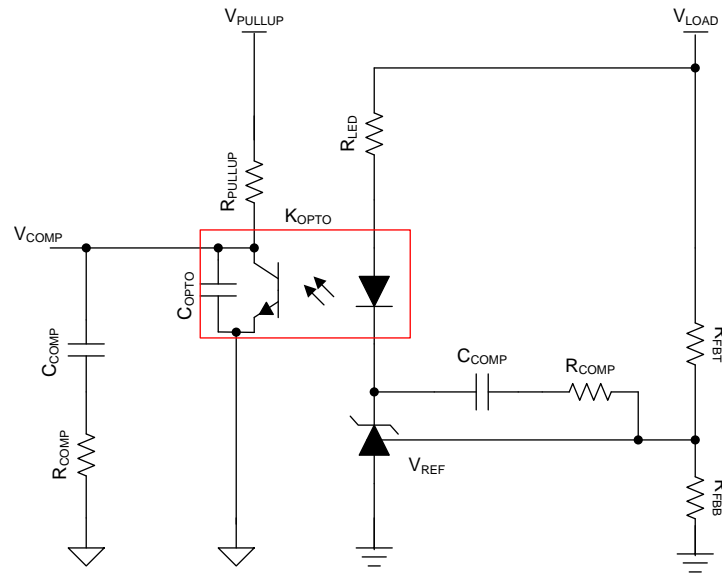 VPULLUP
VLOAD
RLED
RPULLUP
KOPTO
VCOMP
COPTO
CCOMP
RCOMP
CCOMP
RCOMP
RFBT
VREF
RFBB